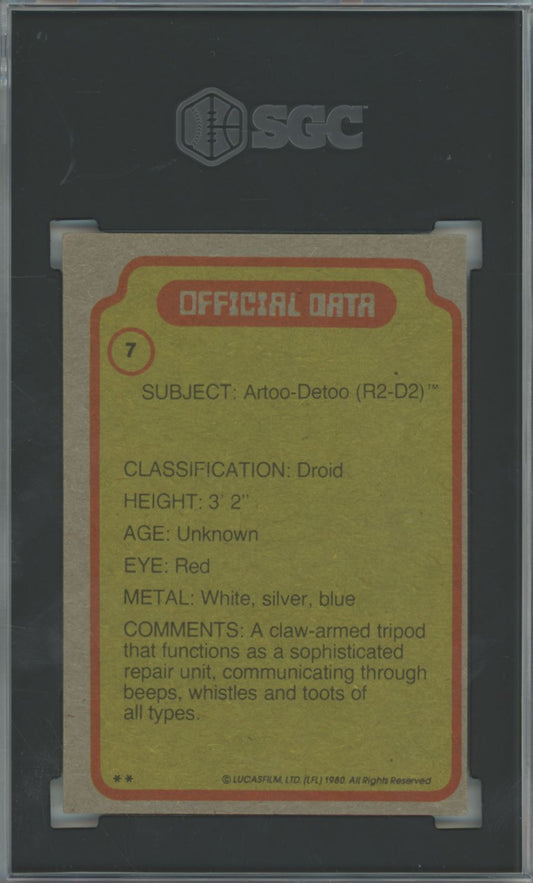 SGC
OFFICIAL DATA
7
SUBJECT: Artoo-Detoo (R2-D2)™
CLASSIFICATION: Droid
HEIGHT: 3' 2"
AGE: Unknown
EYE: Red
METAL: White, silver, blue
COMMENTS: A claw-armed tripod
that functions as a sophisticated
repair unit, communicating through
beeps, whistles and toots of
all types.
** © LUCASFILM, LTD. (LFL) 1980 All Rights Reserved